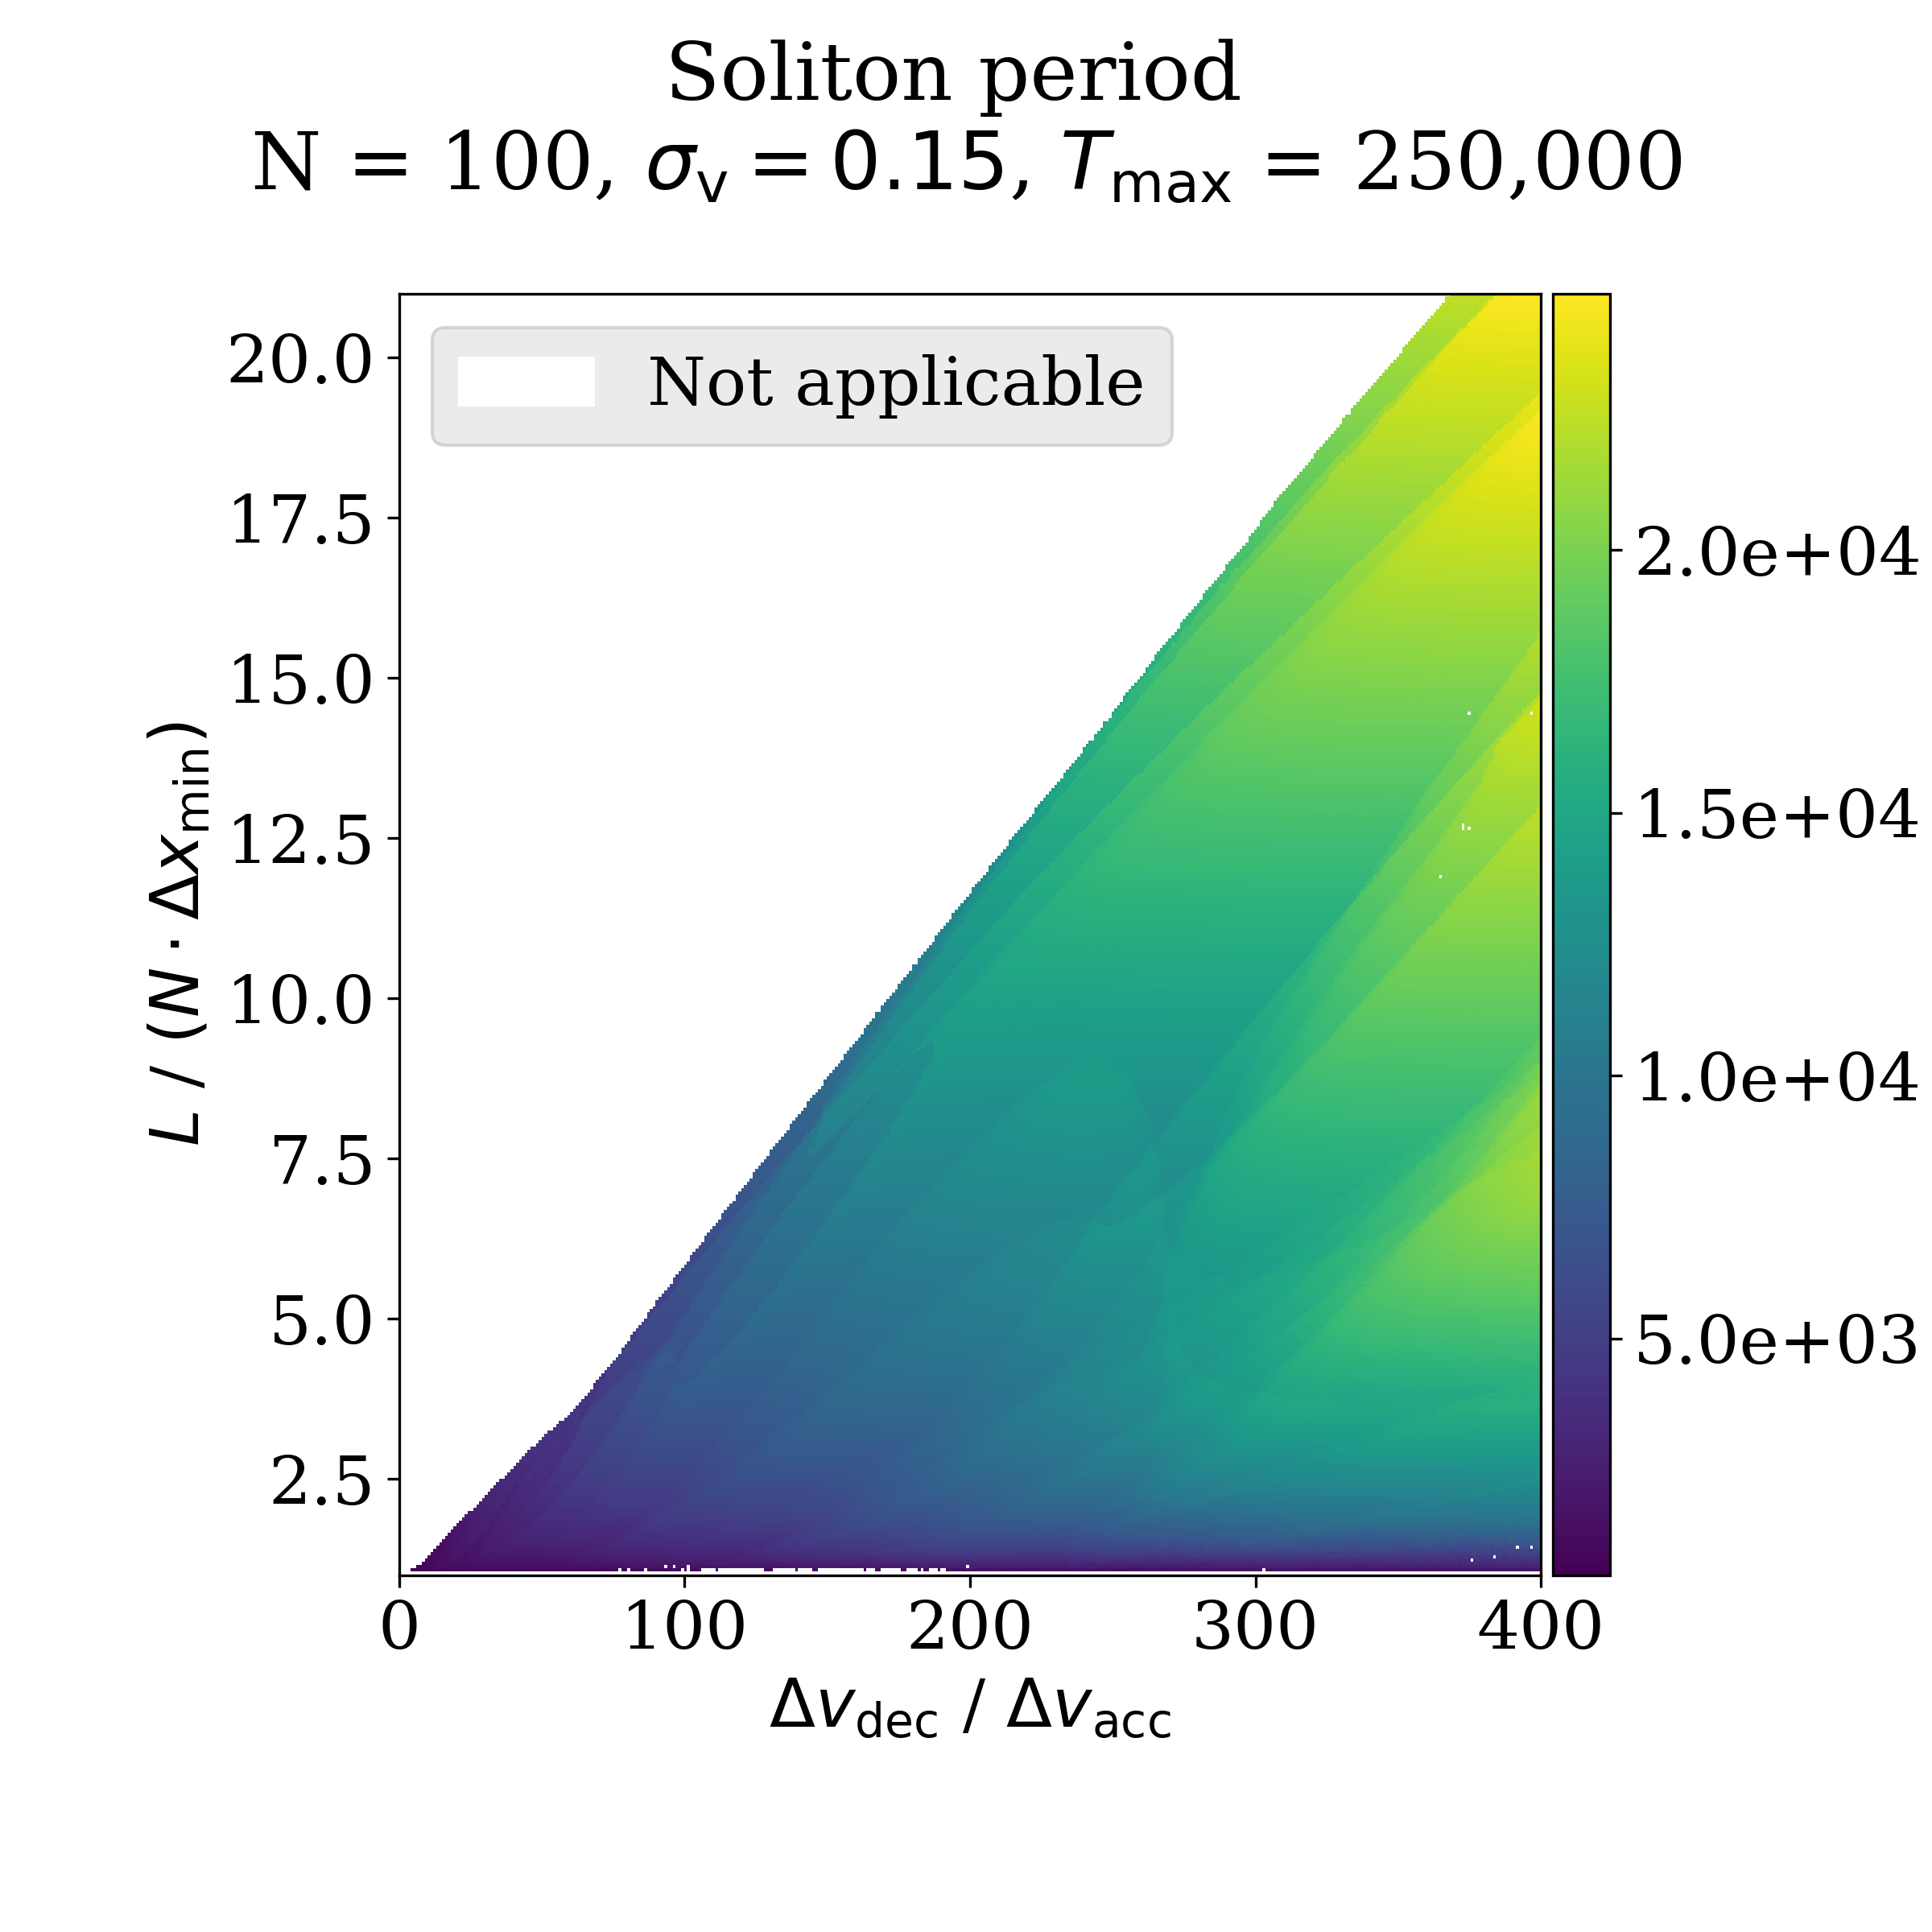 Soliton period
N = 100, σv = 0.15, Tmax = 250,000
Not applicable
20.0
17.5
15.0
12.5
10.0
7.5
5.0
2.5
L / (N · Δxmin)
0
100
200
300
400
Δvdec / Δvacc
2.0e+04
1.5e+04
1.0e+04
5.0e+03